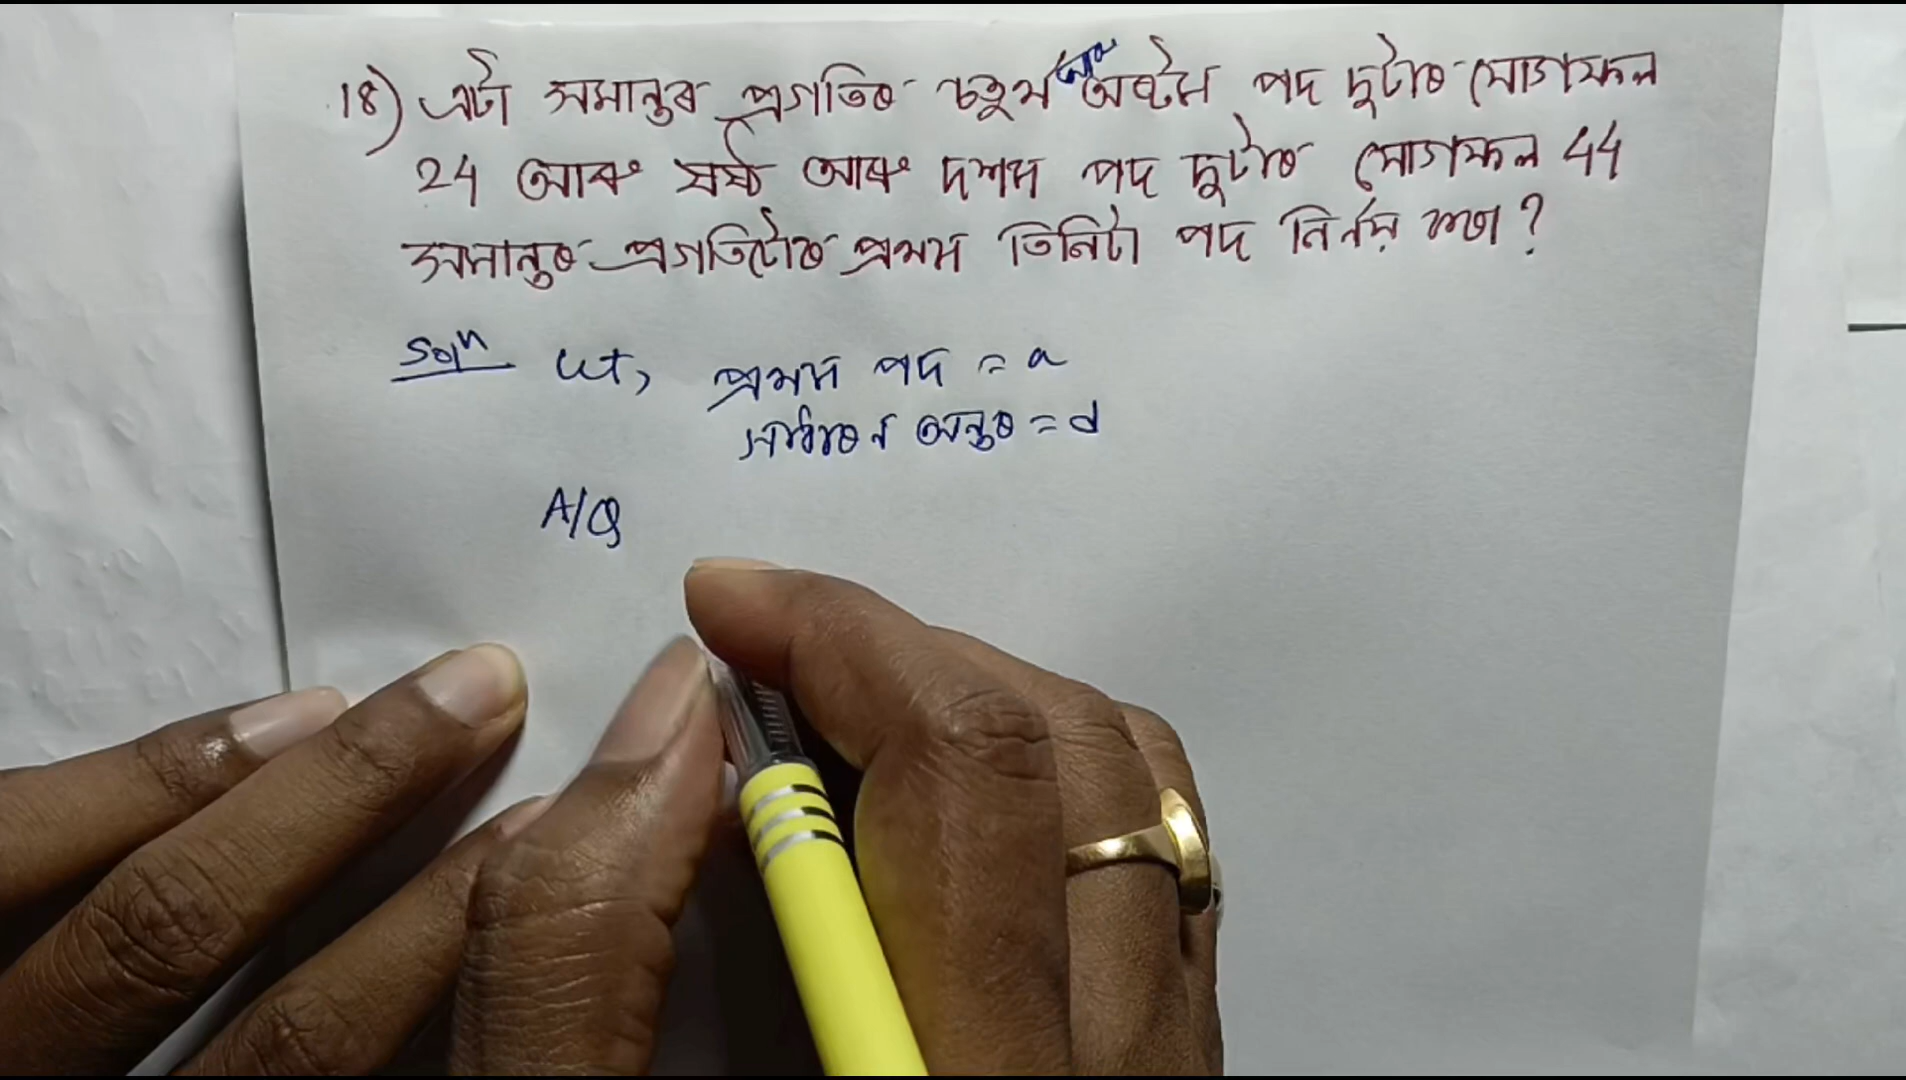 18) এটা সমান্তৰ প্ৰগতিৰ চতুৰ্থ আৰু অষ্টম পদ দুটাৰ যোগফল
24 আৰু ষষ্ঠ আৰু দশম পদ দুটাৰ যোগফল 44
সমান্তৰ প্ৰগতিটোৰ প্ৰথম তিনিটা পদ নিৰ্ণয় কৰা ?
Solⁿ Let, প্ৰথম পদ = a
সাধাৰণ অন্তৰ = d
A/Q